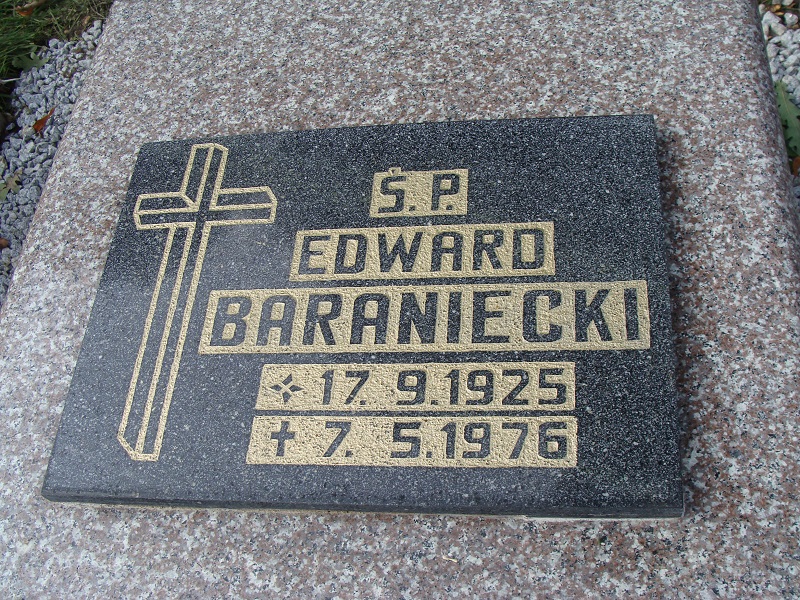 Ś. P.
EDWARD
BARANIECKI
17. 9. 1925
✝ 7. 5. 1976